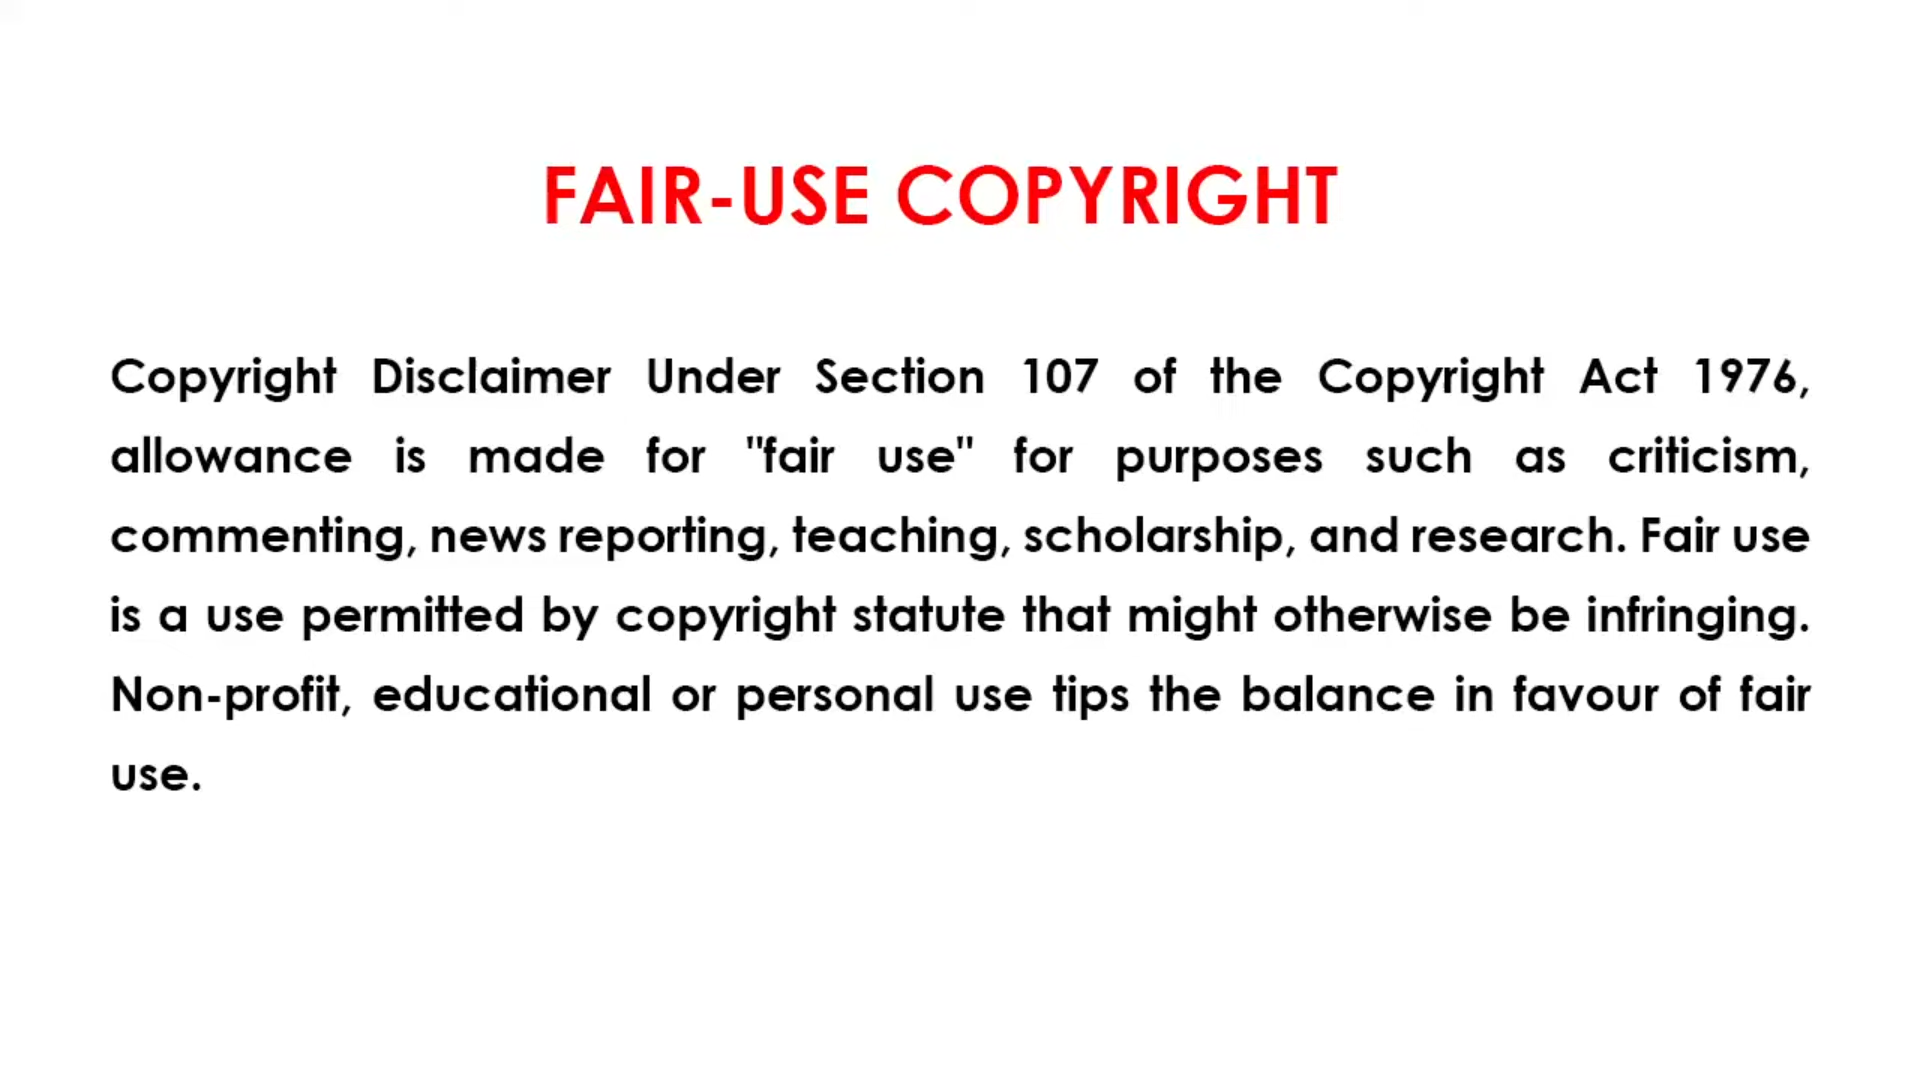 FAIR-USE COPYRIGHT
Copyright Disclaimer Under Section 107 of the Copyright Act 1976,
allowance is made for "fair use" for purposes such as criticism,
commenting, news reporting, teaching, scholarship, and research. Fair use
is a use permitted by copyright statute that might otherwise be infringing.
Non-profit, educational or personal use tips the balance in favour of fair
use.